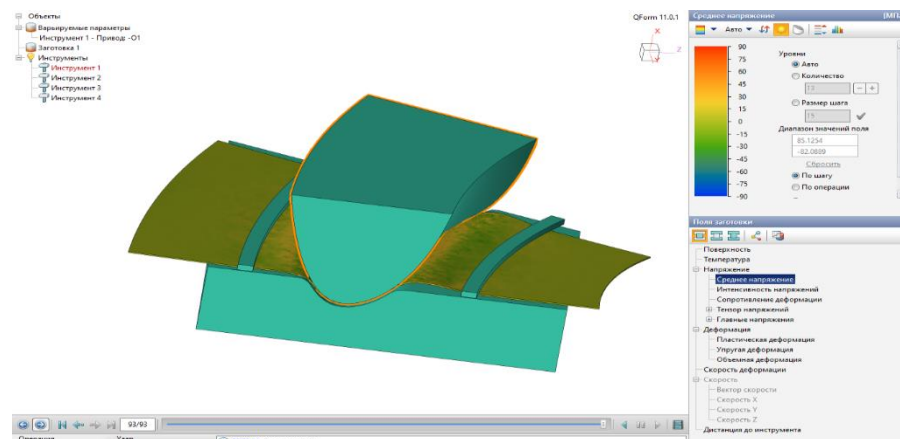 Объекты
Варьируемые параметры
Инструмент 1 - Привод: -O1
Заготовка 1
Инструменты
Инструмент 1
Инструмент 2
Инструмент 3
Инструмент 4
QForm 11.0.1
X
Z
Y
93/93
Среднее напряжение [МПа
Авто
90
75
60
45
30
15
0
-15
-30
-45
-60
-75
-90
Уровни
Авто
Количество
13
Размер шага
15
Диапазон значений поля
85.1254
-82.0889
Сбросить
По шагу
По операции
Поля заготовки
Поверхность
Температура
Напряжение
Среднее напряжение
Интенсивность напряжений
Сопротивление деформации
Тензор напряжений
Главные напряжения
Деформация
Пластическая деформация
Упругая деформация
Объемная деформация
Скорость деформации
Скорость
Вектор скорости
Скорость X
Скорость Y
Скорость Z
Дистанция до инструмента